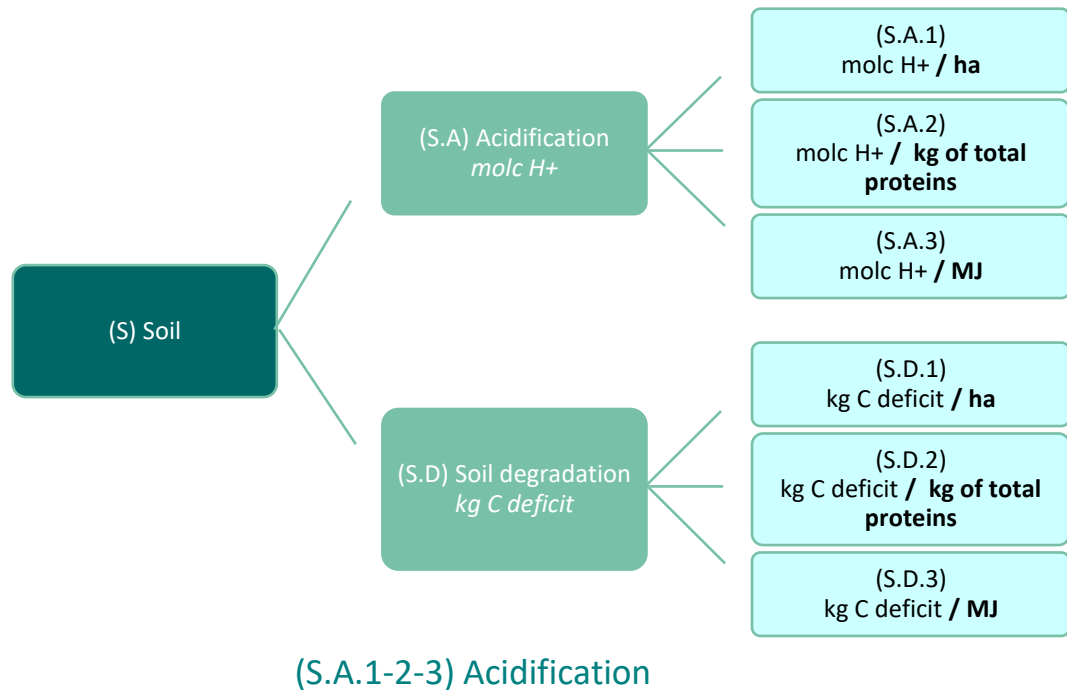 (S) Soil
(S.A) Acidification
molc H+
(S.A.1)
molc H+ / ha
(S.A.2)
molc H+ / kg of total
proteins
(S.A.3)
molc H+ / MJ
(S.D) Soil degradation
kg C deficit
(S.D.1)
kg C deficit / ha
(S.D.2)
kg C deficit / kg of total
proteins
(S.D.3)
kg C deficit / MJ
(S.A.1-2-3) Acidification